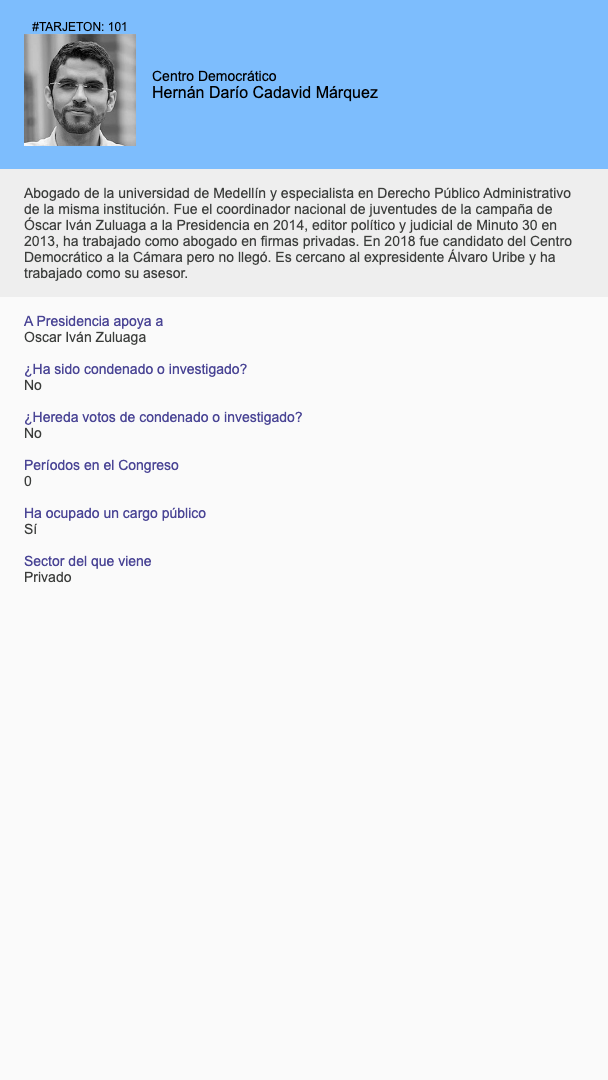 #TARJETON: 101
Centro Democrático
Hernán Darío Cadavid Márquez
Abogado de la universidad de Medellín y especialista en Derecho Público Administrativo
de la misma institución. Fue el coordinador nacional de juventudes de la campaña de
Óscar Iván Zuluaga a la Presidencia en 2014, editor político y judicial de Minuto 30 en
2013, ha trabajado como abogado en firmas privadas. En 2018 fue candidato del Centro
Democrático a la Cámara pero no llegó. Es cercano al expresidente Álvaro Uribe y ha
trabajado como su asesor.
A Presidencia apoya a
Oscar Iván Zuluaga
¿Ha sido condenado o investigado?
No
¿Hereda votos de condenado o investigado?
No
Períodos en el Congreso
0
Ha ocupado un cargo público
Sí
Sector del que viene
Privado